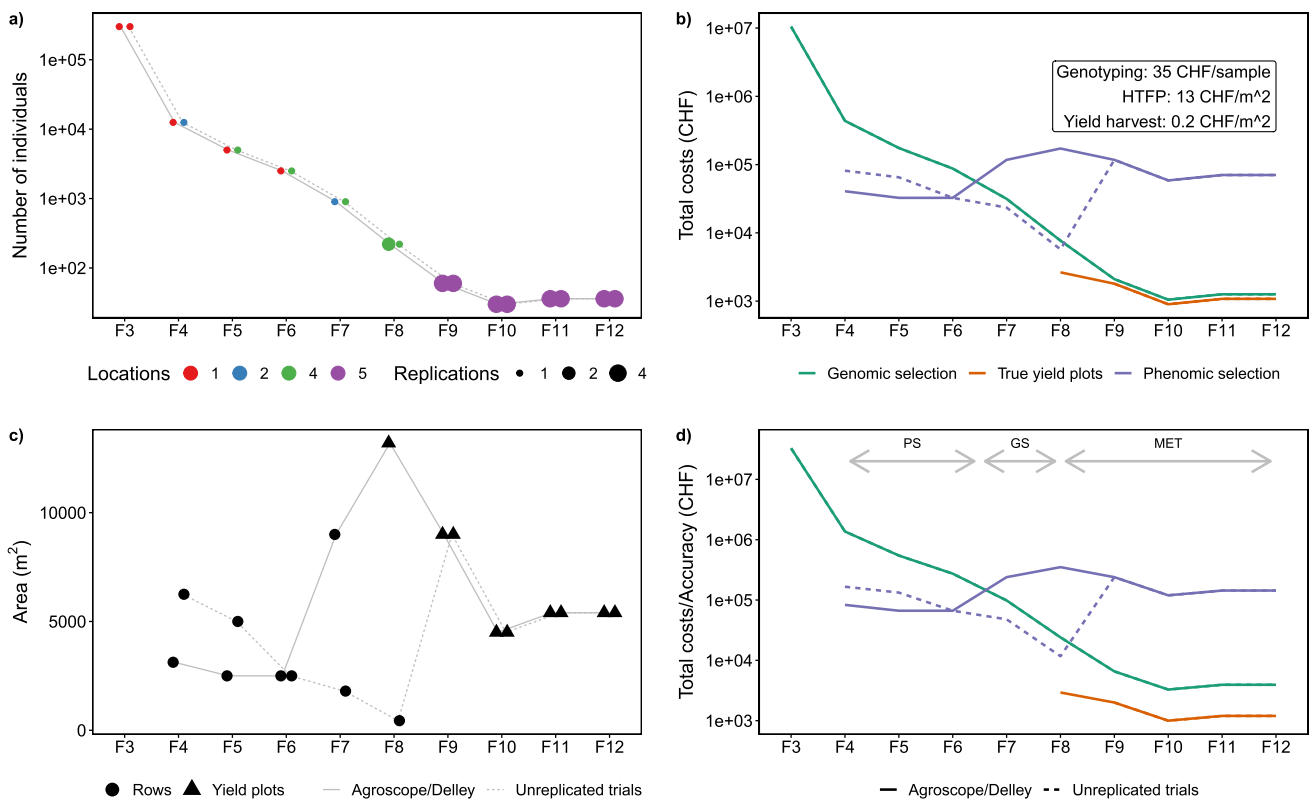 a)
Number of individuals
1e+05
1e+04
1e+03
1e+02
F3 F4 F5 F6 F7 F8 F9 F10 F11 F12
Locations 1 2 4 5 Replications 1 2 4
b)
Total costs (CHF)
1e+07
1e+06
1e+05
1e+04
1e+03
Genotyping: 35 CHF/sample
HTFP: 13 CHF/m^2
Yield harvest: 0.2 CHF/m^2
F3 F4 F5 F6 F7 F8 F9 F10 F11 F12
Genomic selection True yield plots Phenomic selection
c)
Area (m²)
10000
5000
0
F3 F4 F5 F6 F7 F8 F9 F10 F11 F12
Rows Yield plots Agroscope/Delley Unreplicated trials
d)
Total costs/Accuracy (CHF)
1e+07
1e+06
1e+05
1e+04
1e+03
PS GS MET
F3 F4 F5 F6 F7 F8 F9 F10 F11 F12
Agroscope/Delley Unreplicated trials